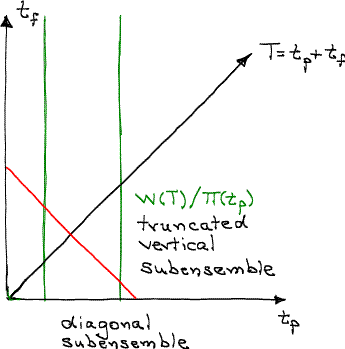 t_f
T=t_p+t_f
W(T)/π(t_p)
truncated
vertical
subensemble
t_p
diagonal
subensemble